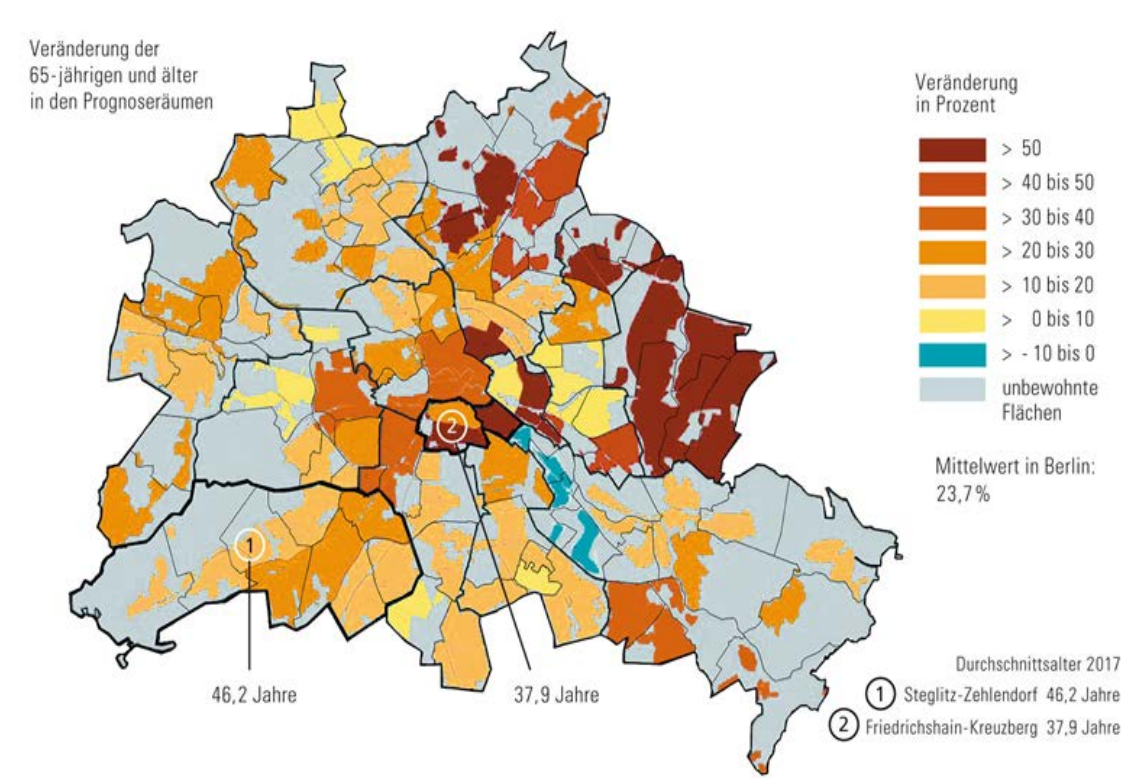 Veränderung der
65-jährigen und älter
in den Prognoseräumen
Veränderung
in Prozent
> 50
> 40 bis 50
> 30 bis 40
> 20 bis 30
> 10 bis 20
> 0 bis 10
> - 10 bis 0
unbewohnte
Flächen
Mittelwert in Berlin:
23,7 %
2
1
46,2 Jahre
37,9 Jahre
Durchschnittsalter 2017
1 Steglitz-Zehlendorf 46,2 Jahre
2 Friedrichshain-Kreuzberg 37,9 Jahre